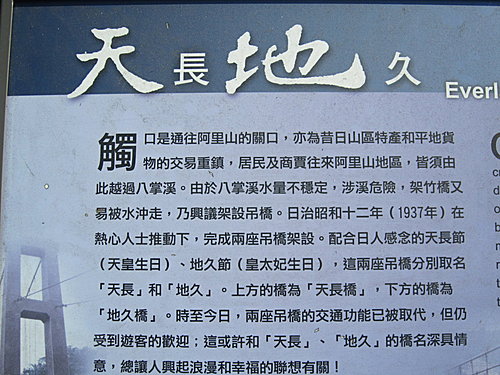 天長地久
Everl
觸口是通往阿里山的關口，亦為昔日山區特產和平地貨
物的交易重鎮，居民及商賈往來阿里山地區，皆須由
此越過八掌溪。由於八掌溪水量不穩定，涉溪危險，架竹橋又
易被水沖走，乃興議架設吊橋。日治昭和十二年（1937年）在
熱心人士推動下，完成兩座吊橋架設。配合日人感念的天長節
（天皇生日）、地久節（皇太妃生日），這兩座吊橋分別取名
「天長」和「地久」。上方的橋為「天長橋」，下方的橋為
「地久橋」。時至今日，兩座吊橋的交通功能已被取代，但仍
受到遊客的歡迎；這或許和「天長」、「地久」的橋名深具情
意，總讓人興起浪漫和幸福的聯想有關！